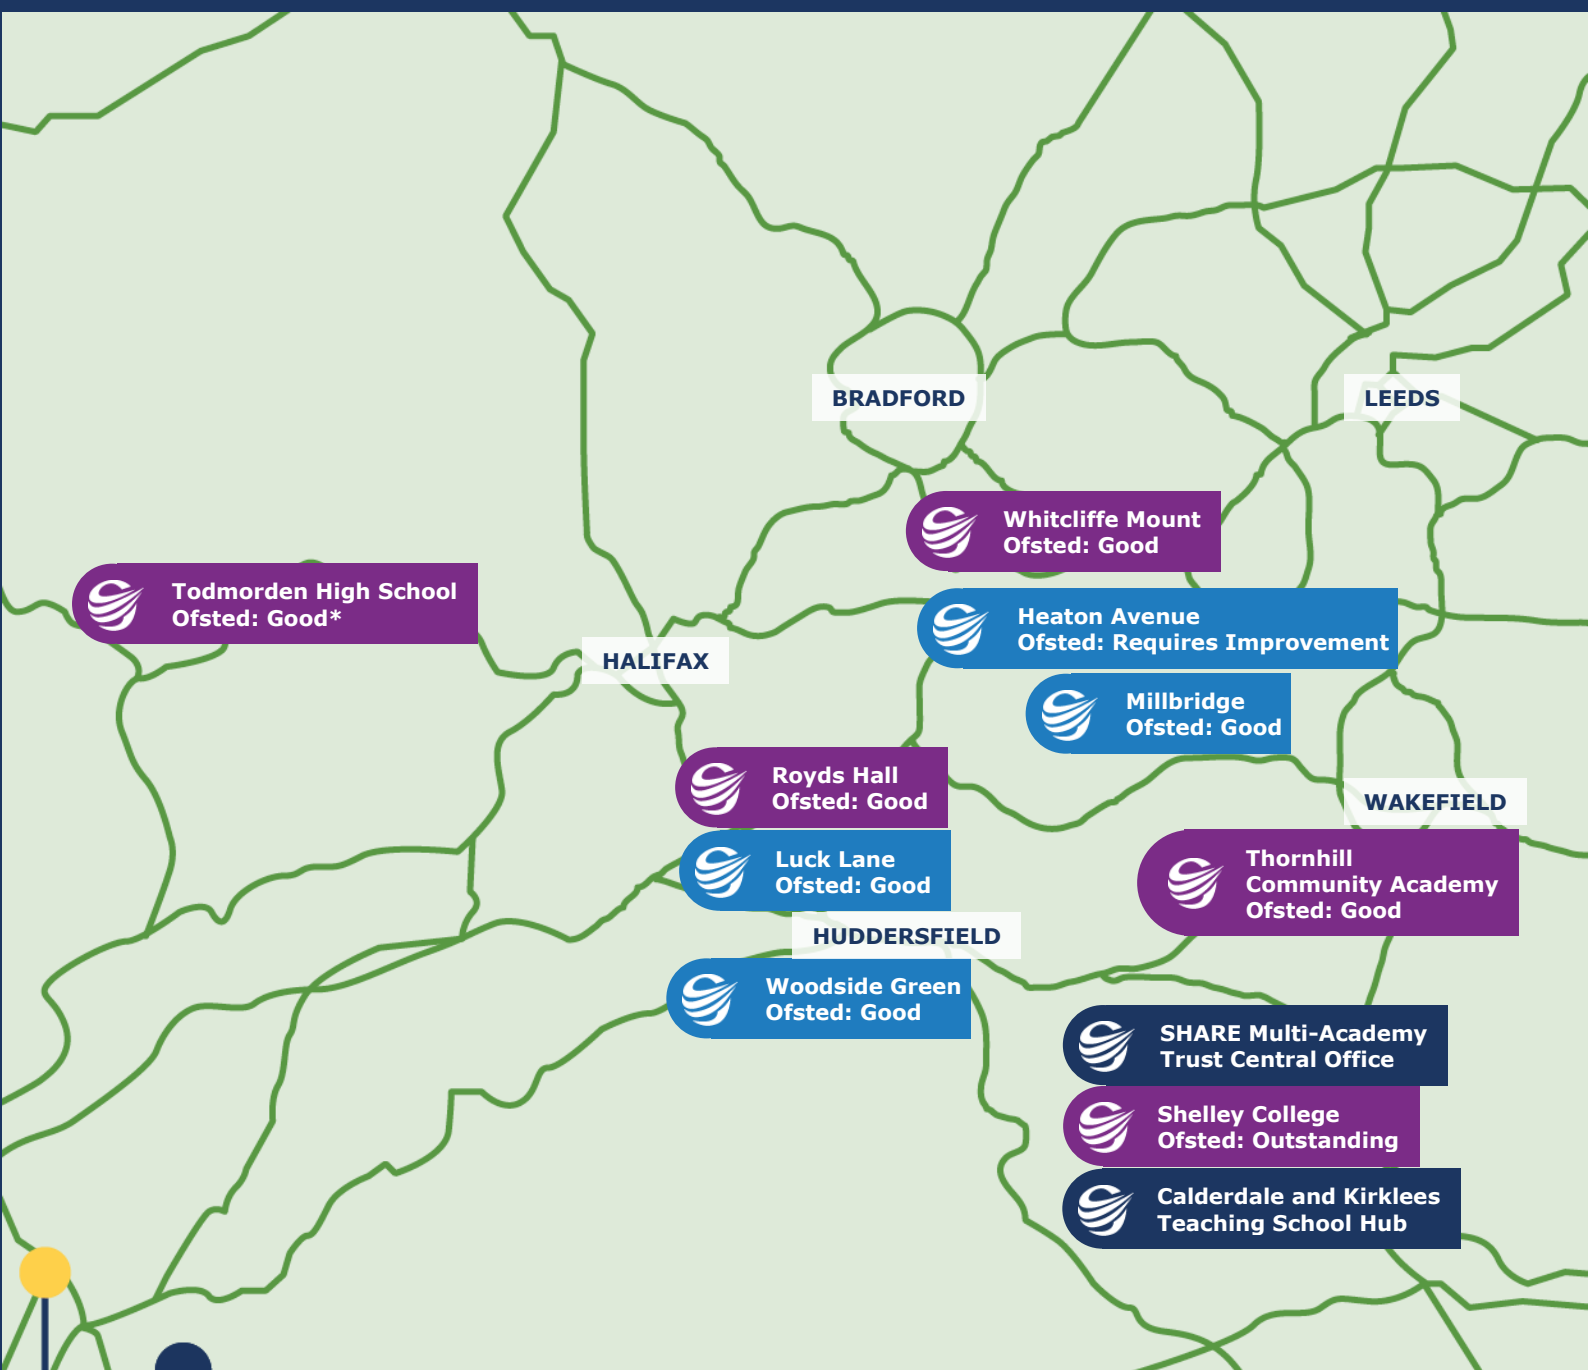 BRADFORD
LEEDS
Whitcliffe Mount
Ofsted: Good
Todmorden High School
Ofsted: Good*
Heaton Avenue
Ofsted: Requires Improvement
HALIFAX
Millbridge
Ofsted: Good
Royds Hall
Ofsted: Good
WAKEFIELD
Luck Lane
Ofsted: Good
Thornhill
Community Academy
Ofsted: Good
HUDDERSFIELD
Woodside Green
Ofsted: Good
SHARE Multi-Academy
Trust Central Office
Shelley College
Ofsted: Outstanding
Calderdale and Kirklees
Teaching School Hub